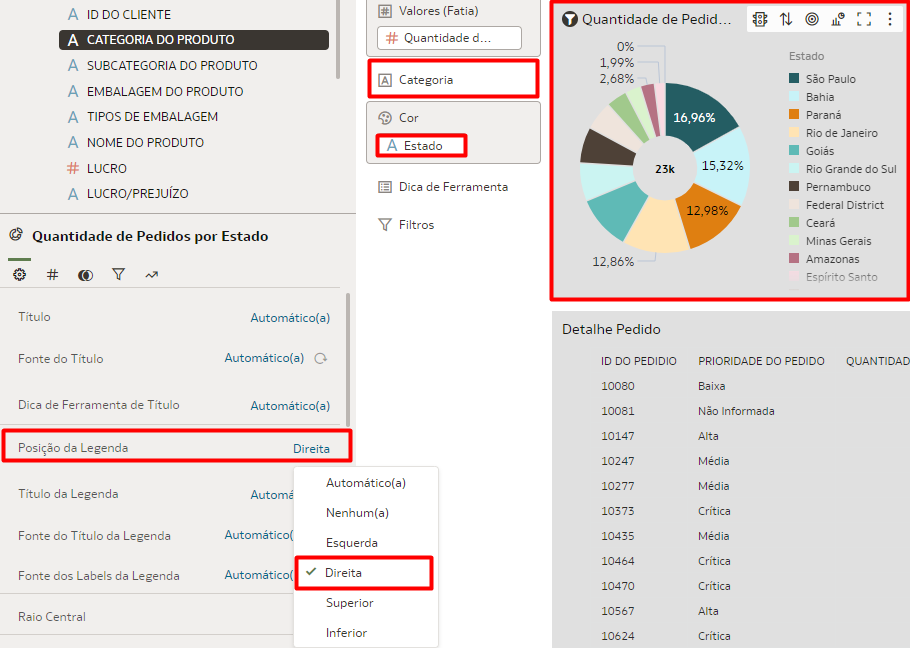 A ID DO CLIENTE
A CATEGORIA DO PRODUTO
A SUBCATEGORIA DO PRODUTO
A EMBALAGEM DO PRODUTO
A TIPOS DE EMBALAGEM
A NOME DO PRODUTO
# LUCRO
A LUCRO/PREJUÍZO
Quantidade de Pedidos por Estado
#
Título Automático(a)
Fonte do Título Automático(a)
Dica de Ferramenta de Título Automático(a)
Posição da Legenda Direita
Título da Legenda Automá
Fonte do Título da Legenda Automático(
Fonte dos Labels da Legenda Automático(
Raio Central
Automático(a)
Nenhum(a)
Esquerda
Direita
Superior
Inferior
# Valores (Fatia)
# Quantidade d...
A Categoria
Cor
A Estado
Dica de Ferramenta
Filtros
Quantidade de Pedid...
0%
1,99%
2,68%
16,96%
15,32%
23k
12,98%
12,86%
Estado
São Paulo
Bahia
Paraná
Rio de Janeiro
Goiás
Rio Grande do Sul
Pernambuco
Federal District
Ceará
Minas Gerais
Amazonas
Espírito Santo
Detalhe Pedido
ID DO PEDIDIO PRIORIDADE DO PEDIDO QUANTIDAD
10080 Baixa
10081 Não Informada
10147 Alta
10247 Média
10277 Média
10373 Crítica
10435 Média
10464 Crítica
10470 Crítica
10567 Alta
10624 Crítica